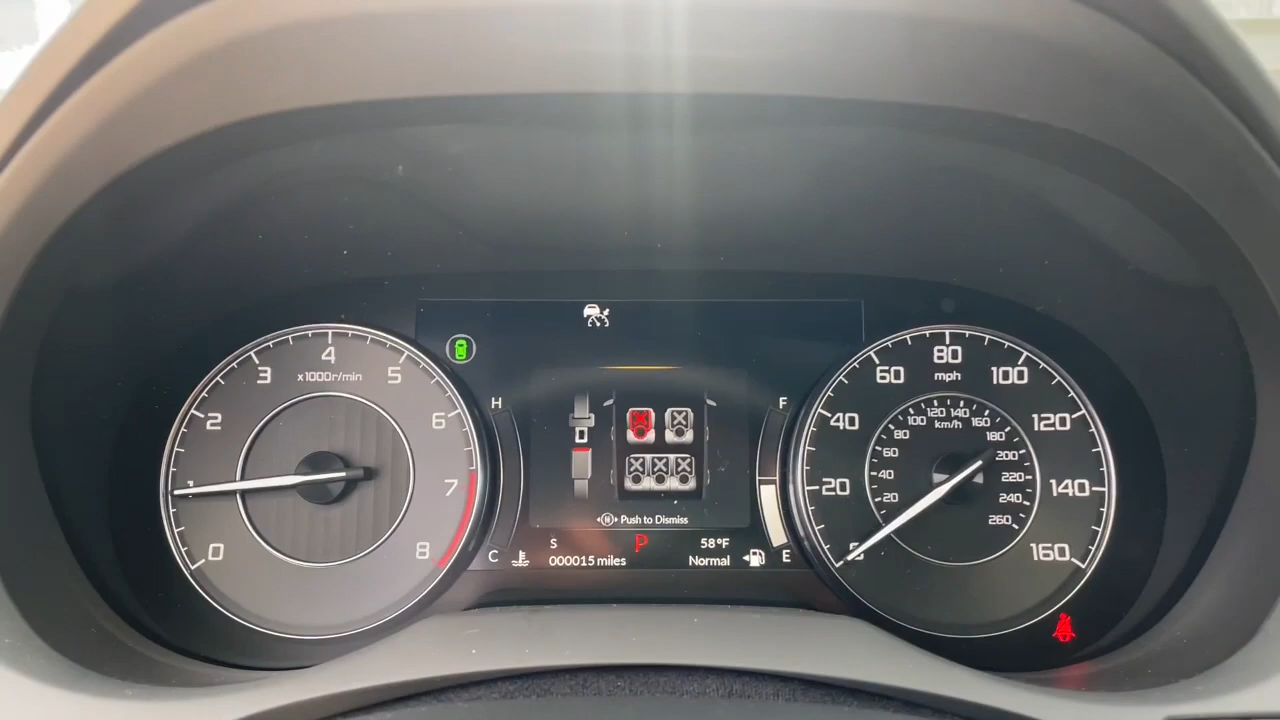 0
1
2
3
4
5
6
7
8
x1000r/min
H
C
F
E
Push to Dismiss
S
P
58°F
000015 miles
Normal
0
20
40
60
80
100
120
140
160
mph
20
40
60
80
100
120
140
160
180
200
220
240
260
km/h